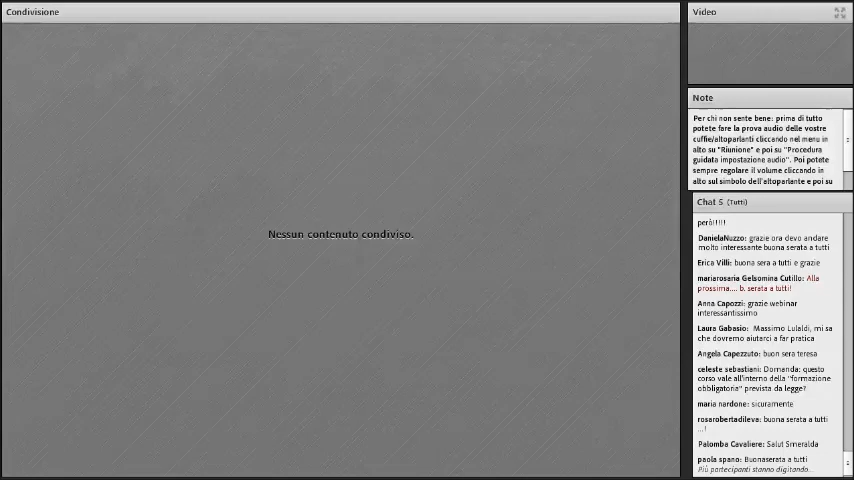 Condivisione
Nessun contenuto condiviso.
Video
Note
Per chi non sente bene: prima di tutto
potete fare la prova audio delle vostre
cuffie/altoparlanti cliccando nel menu in
alto su "Riunione" e poi su "Procedura
guidata impostazione audio". Poi potete
sempre regolare il volume cliccando in
alto sul simbolo dell'altoparlante e poi su
Chat 5 (Tutti)
però!!!!!
DanielaNuzzo: grazie ora devo andare
molto interessante buona serata a tutti
Erica Villi: buona sera a tutti e grazie
mariarosaria Gelsomina Cutillo: Alla
prossima.... b. serata a tutti!
Anna Capozzi: grazie webinar
interessantissimo
Laura Gabasio: Massimo Lulaldi, mi sa
che dovremo aiutarci a far pratica
Angela Capezzuto: buon sera teresa
celeste sebastiani: Domanda: questo
corso vale all'interno della "formazione
obbligatoria" prevista da legge?
maria nardone: sicuramente
rosarobertadileva: buona serata a tutti
...!
Palomba Cavaliere: Salut Smeralda
paola spano: Buonaserata a tutti
Più partecipanti stanno digitando...